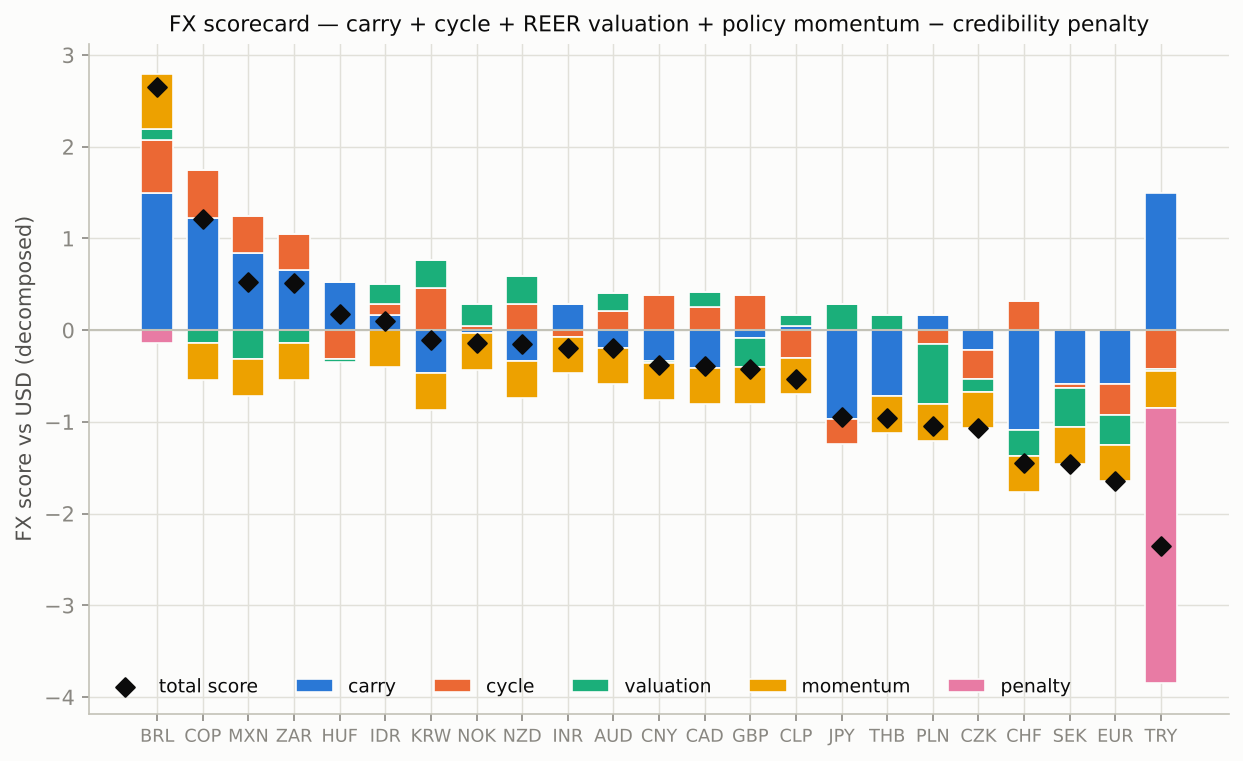 FX scorecard — carry + cycle + REER valuation + policy momentum − credibility penalty
FX score vs USD (decomposed)
3
2
1
0
−1
−2
−3
−4
total score carry cycle valuation momentum penalty
BRL COP MXN ZAR HUF IDR KRW NOK NZD INR AUD CNY CAD GBP CLP JPY THB PLN CZK CHF SEK EUR TRY